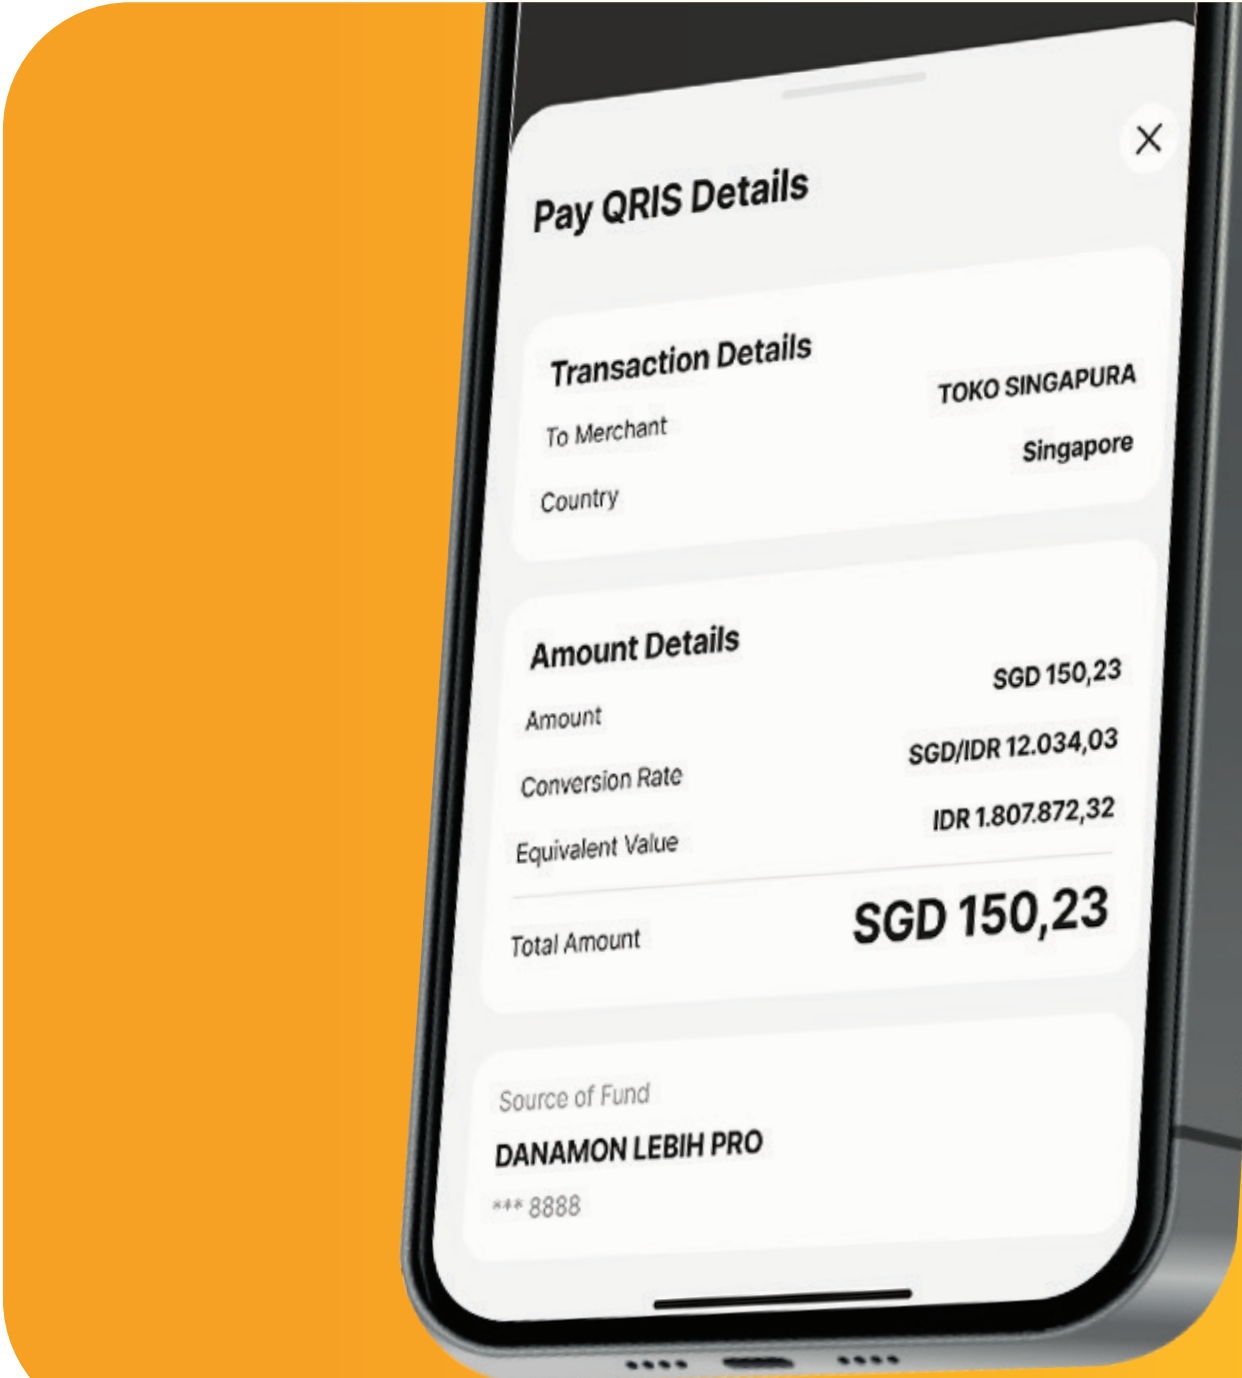 Pay QRIS Details
Transaction Details
To Merchant TOKO SINGAPURA
Country Singapore
Amount Details
Amount SGD 150,23
Conversion Rate SGD/IDR 12.034,03
Equivalent Value IDR 1.807.872,32
Total Amount SGD 150,23
Source of Fund
DANAMON LEBIH PRO
*** 8888